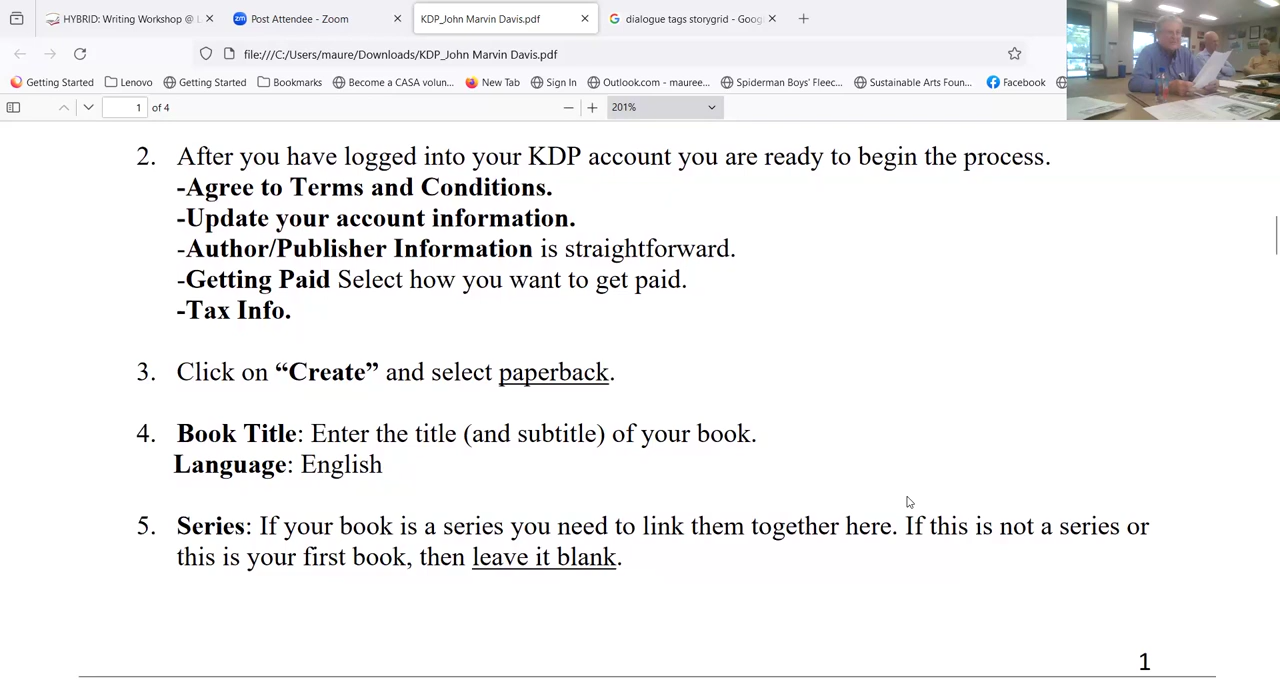 HYBRID: Writing Workshop @ L
Post Attendee - Zoom
KDP_John Marvin Davis.pdf
dialogue tags storygrid - Goog
file:///C:/Users/maure/Downloads/KDP_John Marvin Davis.pdf
Getting Started
Lenovo
Getting Started
Bookmarks
Become a CASA volun...
New Tab
Sign In
Outlook.com - mauree...
Spiderman Boys' Fleec...
Sustainable Arts Foun...
Facebook
1 of 4
201%
2. After you have logged into your KDP account you are ready to begin the process.
-Agree to Terms and Conditions.
-Update your account information.
-Author/Publisher Information is straightforward.
-Getting Paid Select how you want to get paid.
-Tax Info.
3. Click on “Create” and select paperback.
4. Book Title: Enter the title (and subtitle) of your book.
Language: English
5. Series: If your book is a series you need to link them together here. If this is not a series or
this is your first book, then leave it blank.
1